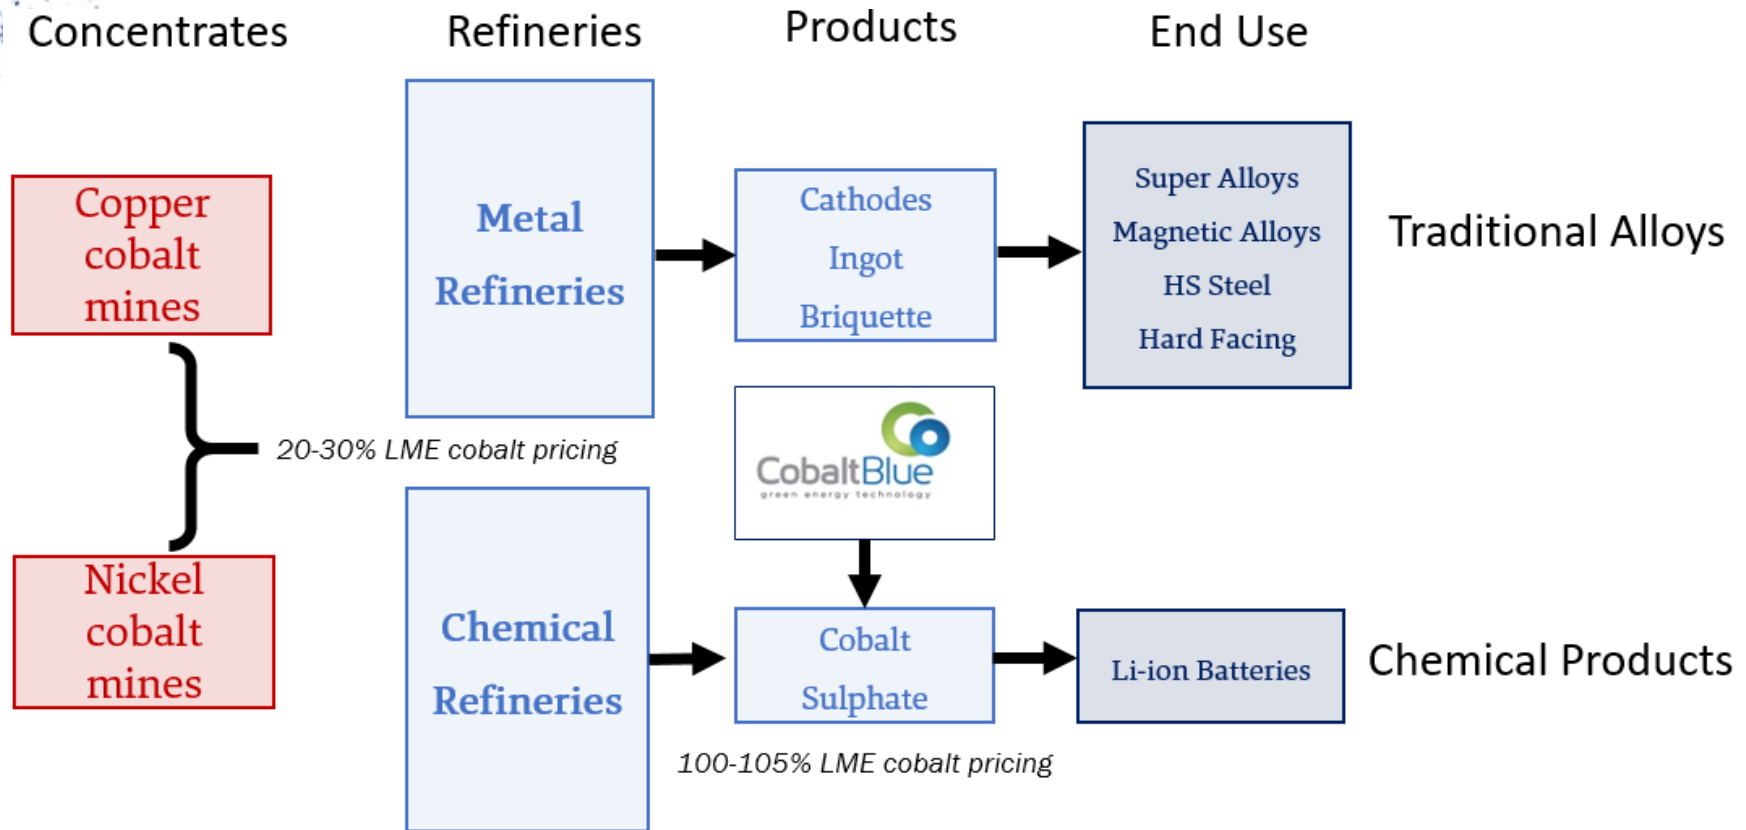 Concentrates
Refineries
Products
End Use
Copper
cobalt
mines
Metal
Refineries
Cathodes
Ingot
Briquette
Super Alloys
Magnetic Alloys
HS Steel
Hard Facing
Traditional Alloys
20-30% LME cobalt pricing
CobaltBlue
green energy technology
Nickel
cobalt
mines
Chemical
Refineries
Cobalt
Sulphate
Li-ion Batteries
Chemical Products
100-105% LME cobalt pricing